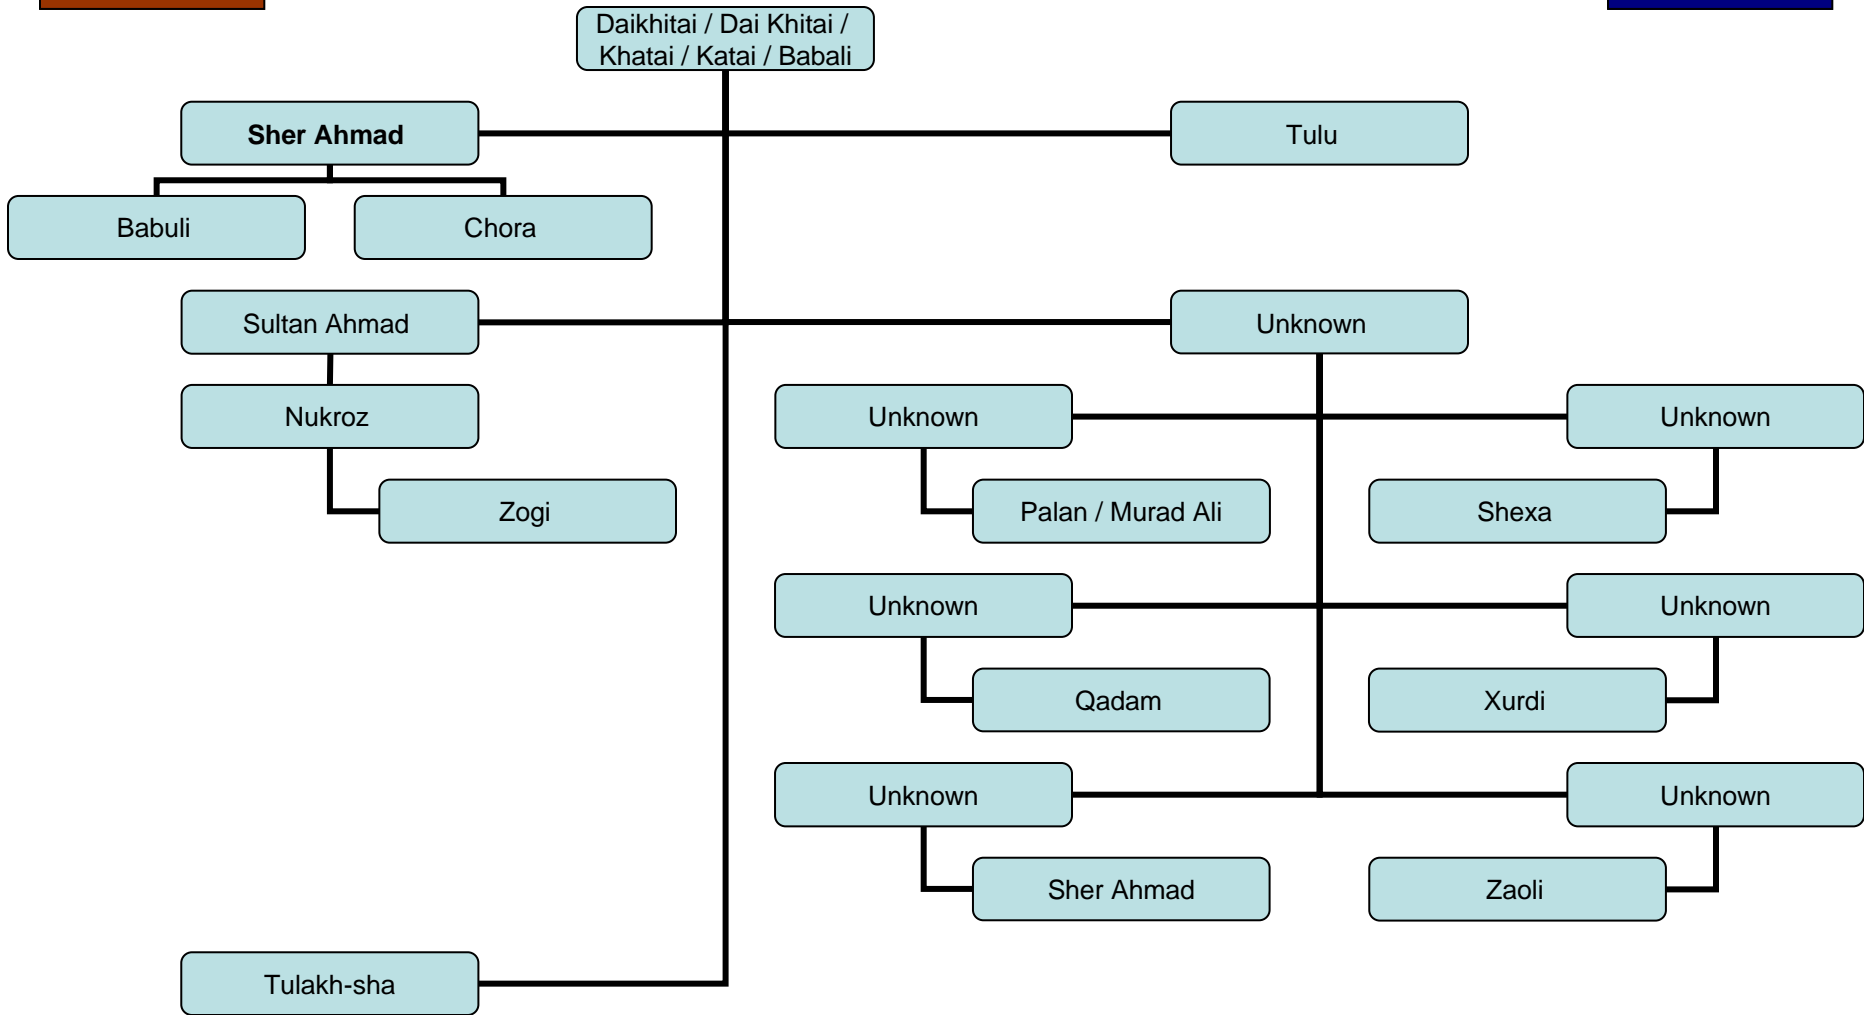 Daikhitai / Dai Khitai /
Khatai / Katai / Babali
Sher Ahmad
Tulu
Babuli
Chora
Sultan Ahmad
Unknown
Nukroz
Unknown
Unknown
Zogi
Palan / Murad Ali
Shexa
Unknown
Unknown
Qadam
Xurdi
Unknown
Unknown
Sher Ahmad
Zaoli
Tulakh-sha